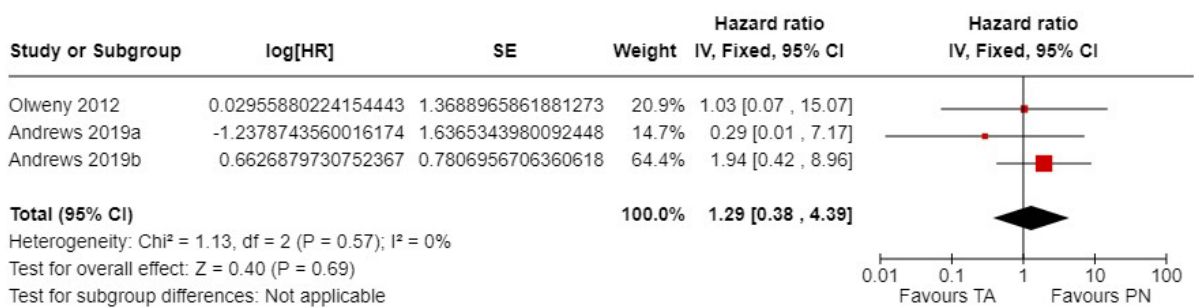 Hazard ratio Hazard ratio
Study or Subgroup log[HR] SE Weight IV, Fixed, 95% CI IV, Fixed, 95% CI
Olweny 2012 0.02955880224154443 1.3688965861881273 20.9% 1.03 [0.07 , 15.07]
Andrews 2019a -1.2378743560016174 1.6365343980092448 14.7% 0.29 [0.01 , 7.17]
Andrews 2019b 0.6626879730752367 0.7806956706360618 64.4% 1.94 [0.42 , 8.96]
Total (95% CI) 100.0% 1.29 [0.38 , 4.39]
Heterogeneity: Chi² = 1.13, df = 2 (P = 0.57); I² = 0%
Test for overall effect: Z = 0.40 (P = 0.69)
0.01 0.1 1 10 100
Test for subgroup differences: Not applicable
Favours TA Favours PN